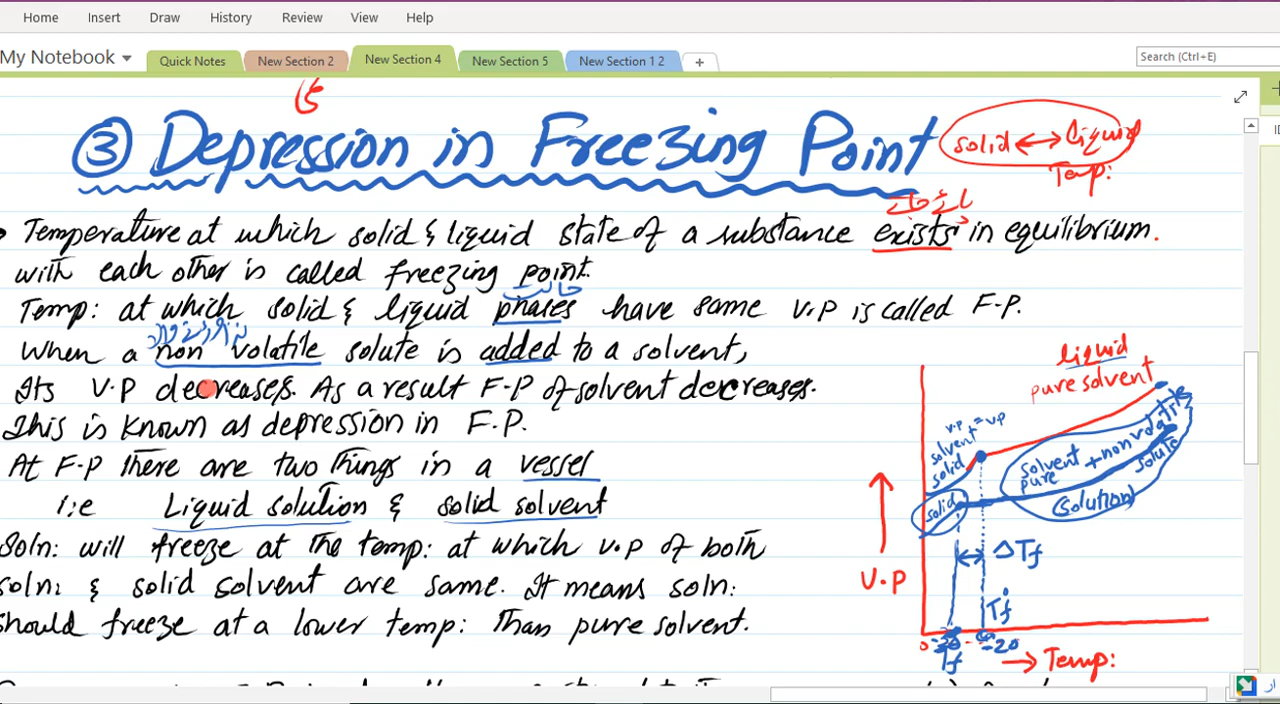 Home Insert Draw History Review View Help
My Notebook Quick Notes New Section 2 New Section 4 New Section 5 New Section 1 2 + Search (Ctrl+E)
③ Depression in Freezing Point
solid ↔ liquid
Temp:
Temperature at which solid & liquid state of a substance exists in equilibrium.
with each other is called freezing point.
حالت
Temp: at which solid & liquid phases have same V.P is called F-P.
When a non volatile solute is added to a solvent,
Its V.P decreases. As a result F-P of solvent decreases.
This is known as depression in F.P.
At F-P there are two things in a vessel
i;e Liquid solution & solid solvent
Soln: will freeze at the temp: at which v.p of both
soln: & solid solvent are same. It means soln:
should freeze at a lower temp: than pure solvent.
liquid
pure solvent
V.P = V.P
solvent
solid
solvent + non volatile
pure solute
(solution)
solid
ΔTf
V.P
Tf°
0 -20
Tf
→ Temp: